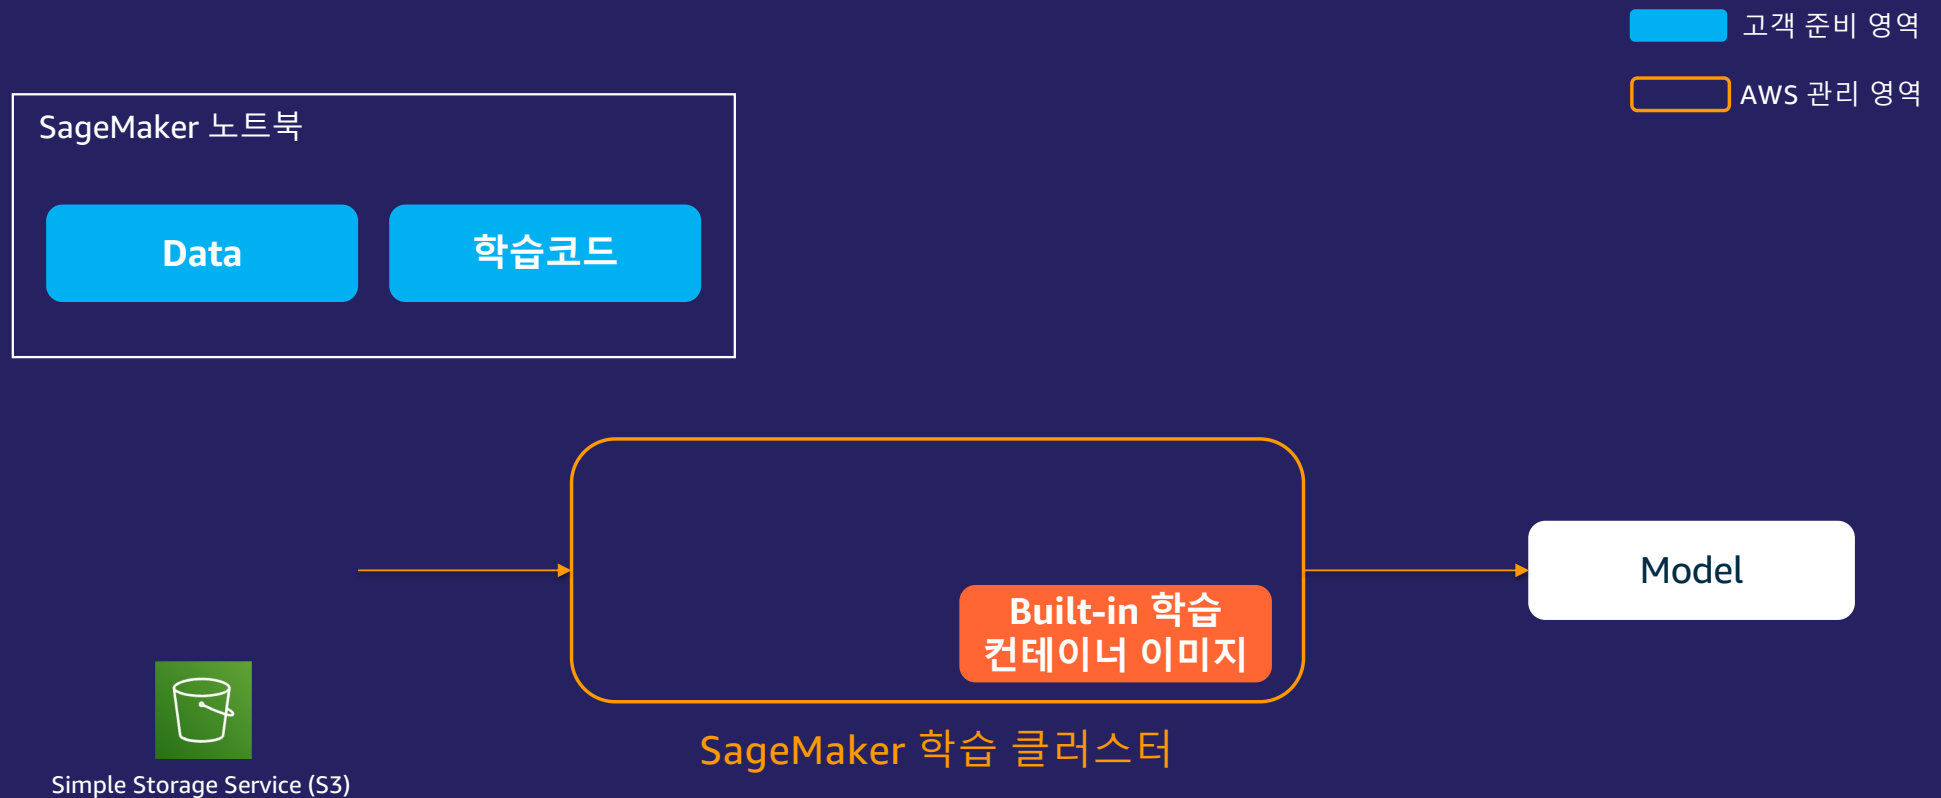 고객 준비 영역
AWS 관리 영역
SageMaker 노트북
Data
학습코드
Built-in 학습
컨테이너 이미지
Model
SageMaker 학습 클러스터
Simple Storage Service (S3)